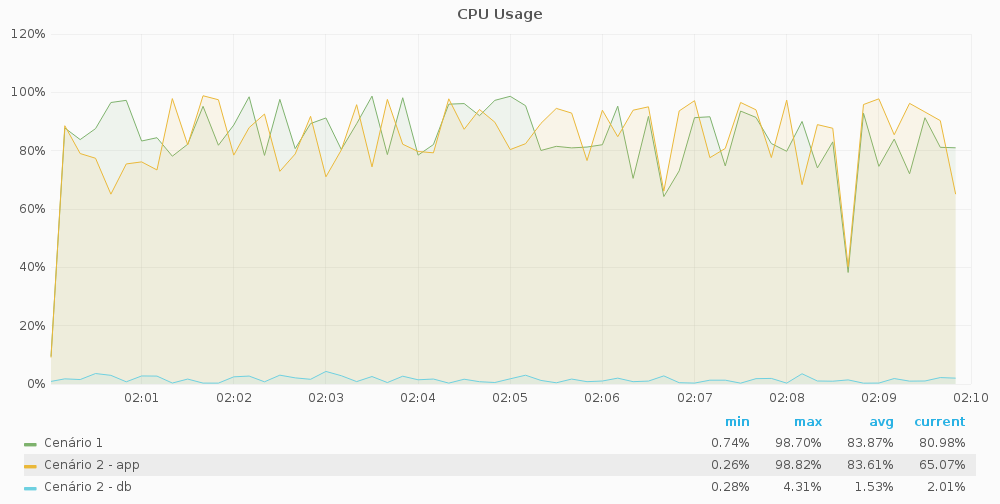 CPU Usage
120%
100%
80%
60%
40%
20%
0%
02:01 02:02 02:03 02:04 02:05 02:06 02:07 02:08 02:09 02:10
min max avg current
Cenário 1 0.74% 98.70% 83.87% 80.98%
Cenário 2 - app 0.26% 98.82% 83.61% 65.07%
Cenário 2 - db 0.28% 4.31% 1.53% 2.01%